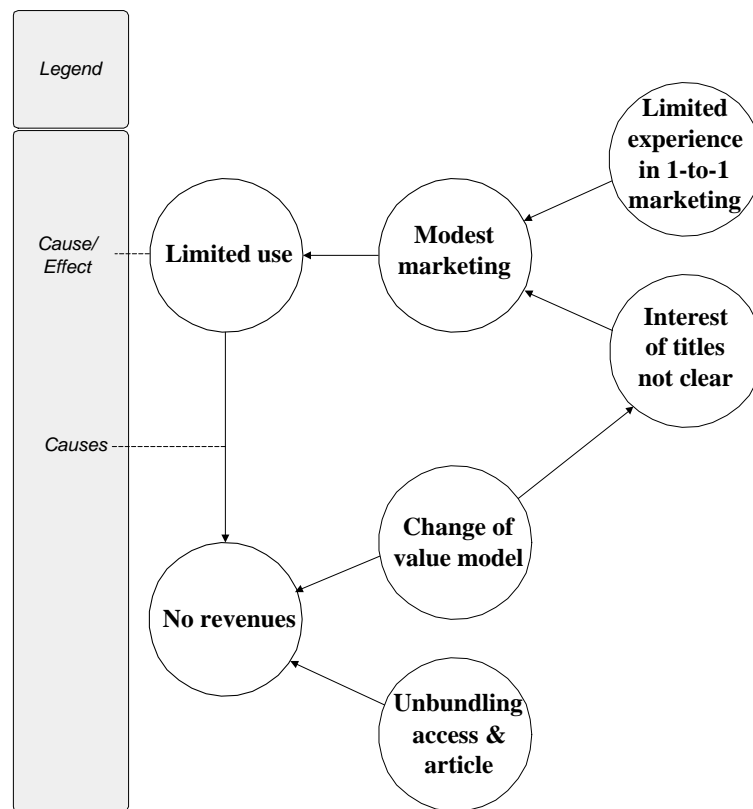 Legend
Limited
experience
in 1-to-1
marketing
Cause/
Effect
Limited use
Modest
marketing
Interest
of titles
not clear
Causes
Change of
value model
No revenues
Unbundling
access &
article